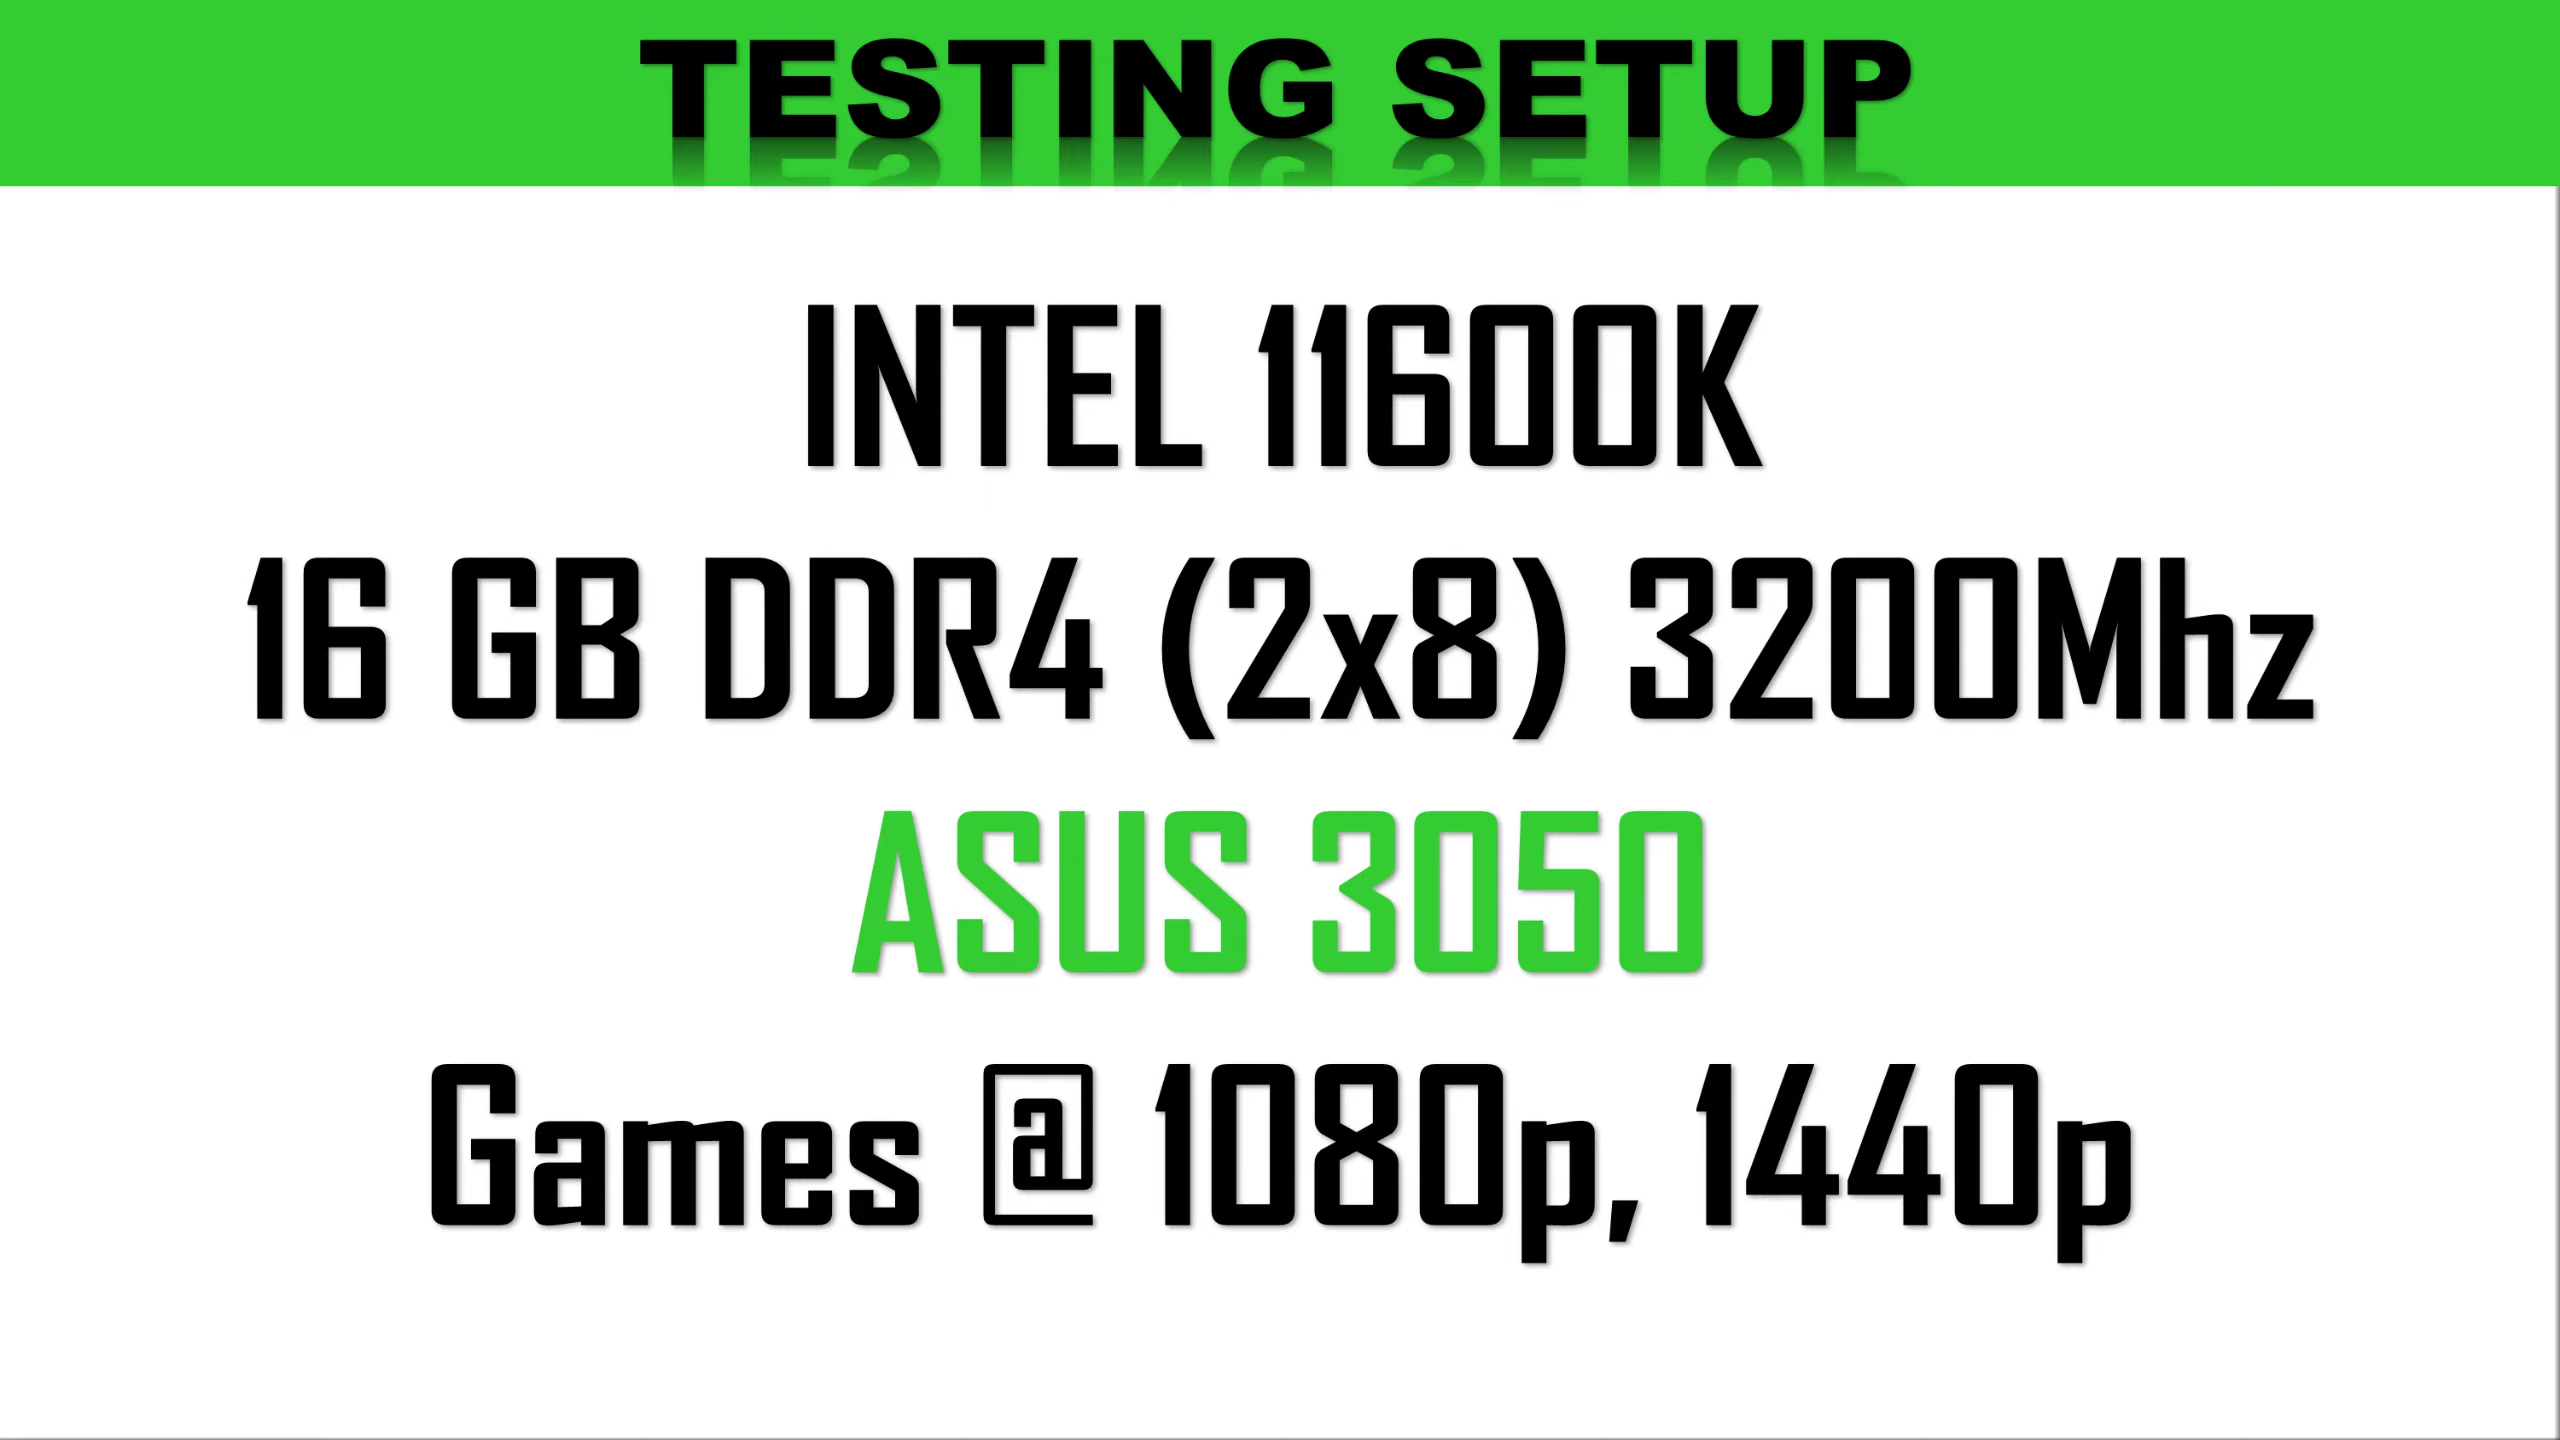 TESTING SETUP
INTEL 11600K
16 GB DDR4 (2x8) 3200Mhz
ASUS 3050
Games @ 1080p, 1440p